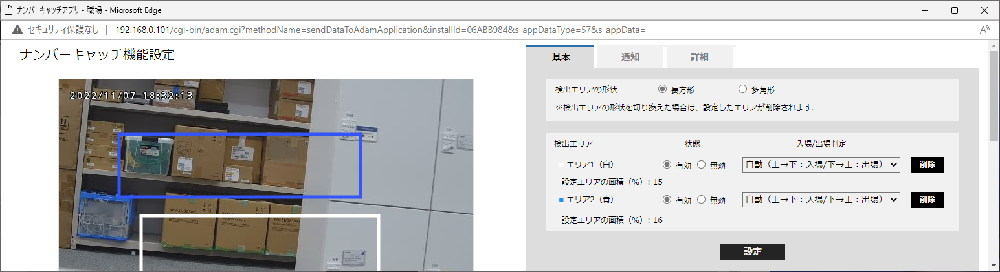 ナンバーキャッチアプリ - 職場 - Microsoft Edge
セキュリティ保護なし
192.168.0.101/cgi-bin/adam.cgi?methodName=sendDataToAdamApplication&installId=06ABB984&s_appDataType=57&s_appData=
ナンバーキャッチ機能設定
2022/11/07 18:32:13
WV-SUD638PJ
WV-SUD638PJ
基本 通知 詳細
検出エリアの形状 長方形 多角形
※検出エリアの形状を切り換えた場合は、設定したエリアが削除されます。
検出エリア 状態 入場/出場判定
エリア1（白） 有効 無効 自動（上→下：入場/下→上：出場） 削除
設定エリアの面積（%）: 15
エリア2（青） 有効 無効 自動（上→下：入場/下→上：出場） 削除
設定エリアの面積（%）: 16
設定